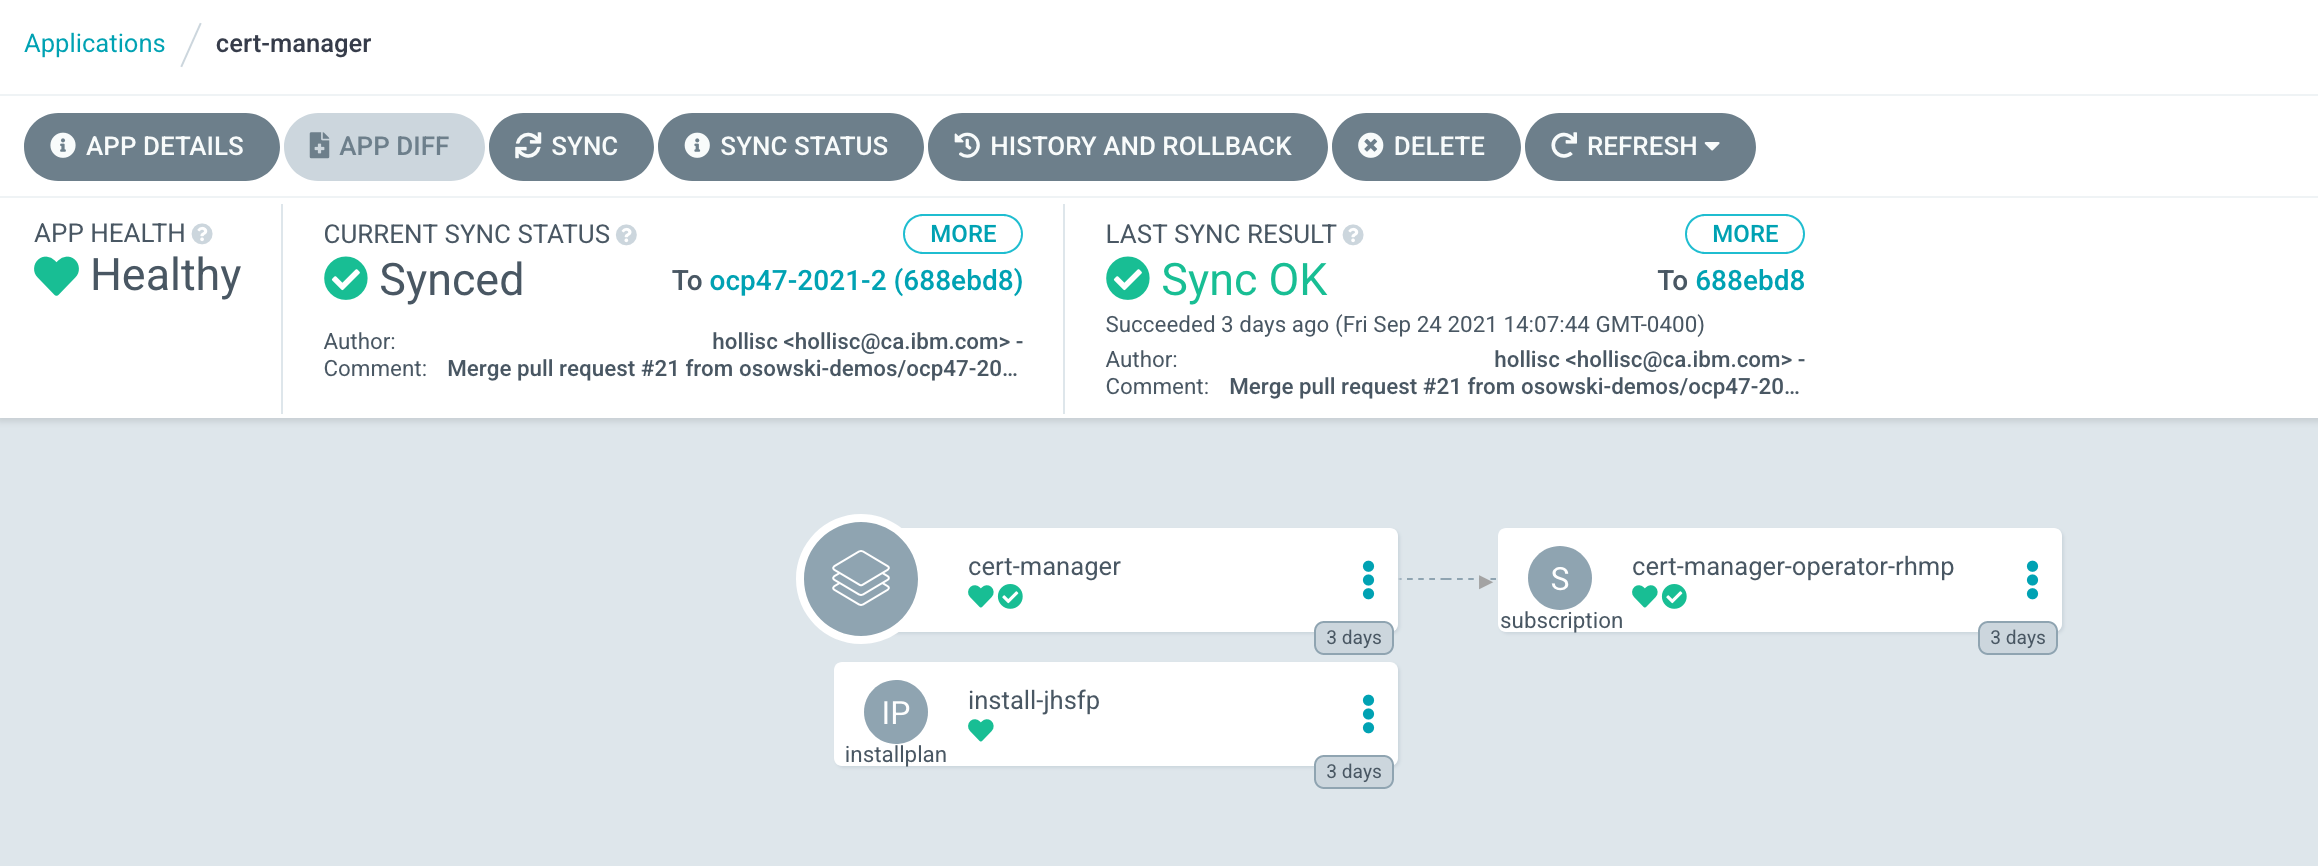 Applications / cert-manager
APP DETAILS
APP DIFF
SYNC
SYNC STATUS
HISTORY AND ROLLBACK
DELETE
REFRESH
APP HEALTH
Healthy
CURRENT SYNC STATUS
MORE
Synced
To ocp47-2021-2 (688ebd8)
Author: hollisc <hollisc@ca.ibm.com> -
Comment: Merge pull request #21 from osowski-demos/ocp47-20...
LAST SYNC RESULT
MORE
Sync OK
To 688ebd8
Succeeded 3 days ago (Fri Sep 24 2021 14:07:44 GMT-0400)
Author: hollisc <hollisc@ca.ibm.com> -
Comment: Merge pull request #21 from osowski-demos/ocp47-20...
cert-manager
3 days
S
subscription
cert-manager-operator-rhmp
3 days
IP
installplan
install-jhsfp
3 days